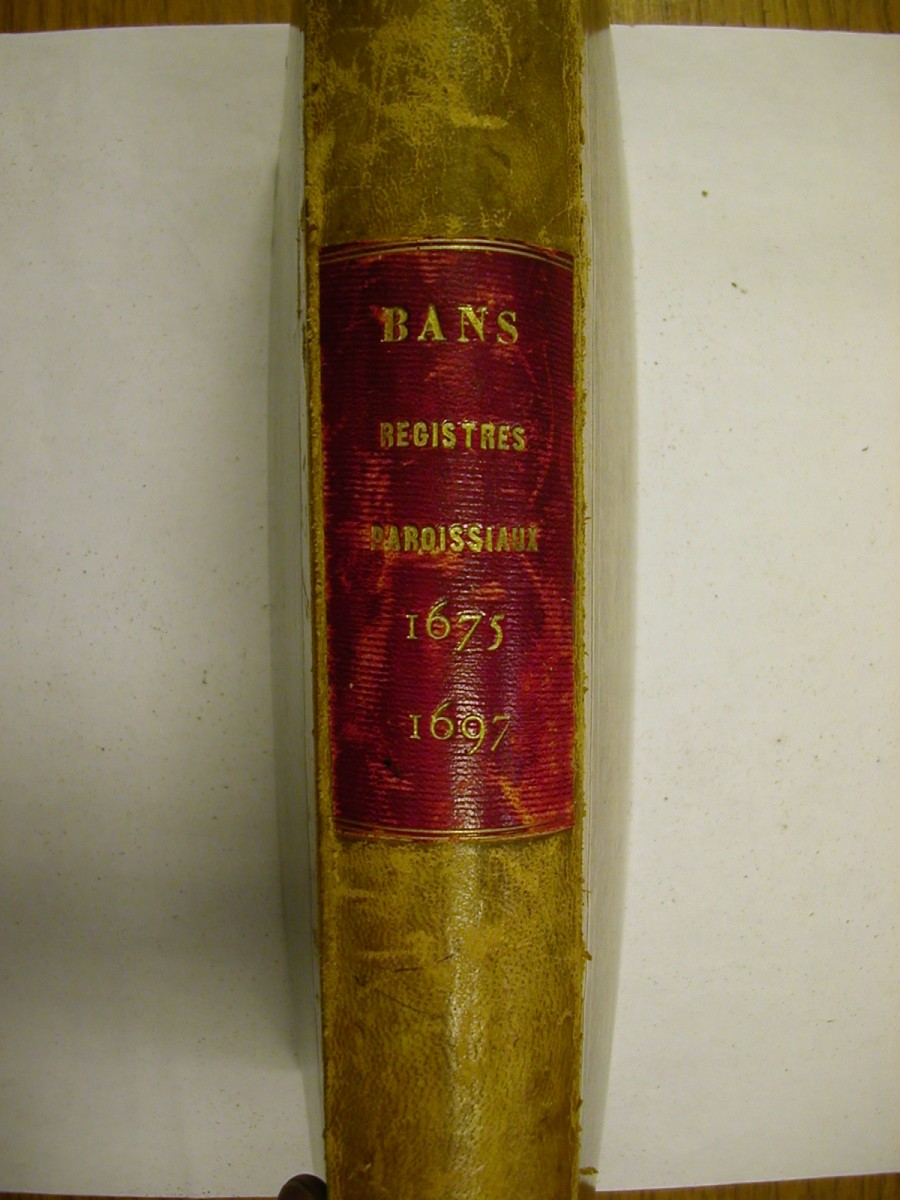 BANS
REGISTRES
PAROISSIAUX
1675
1697